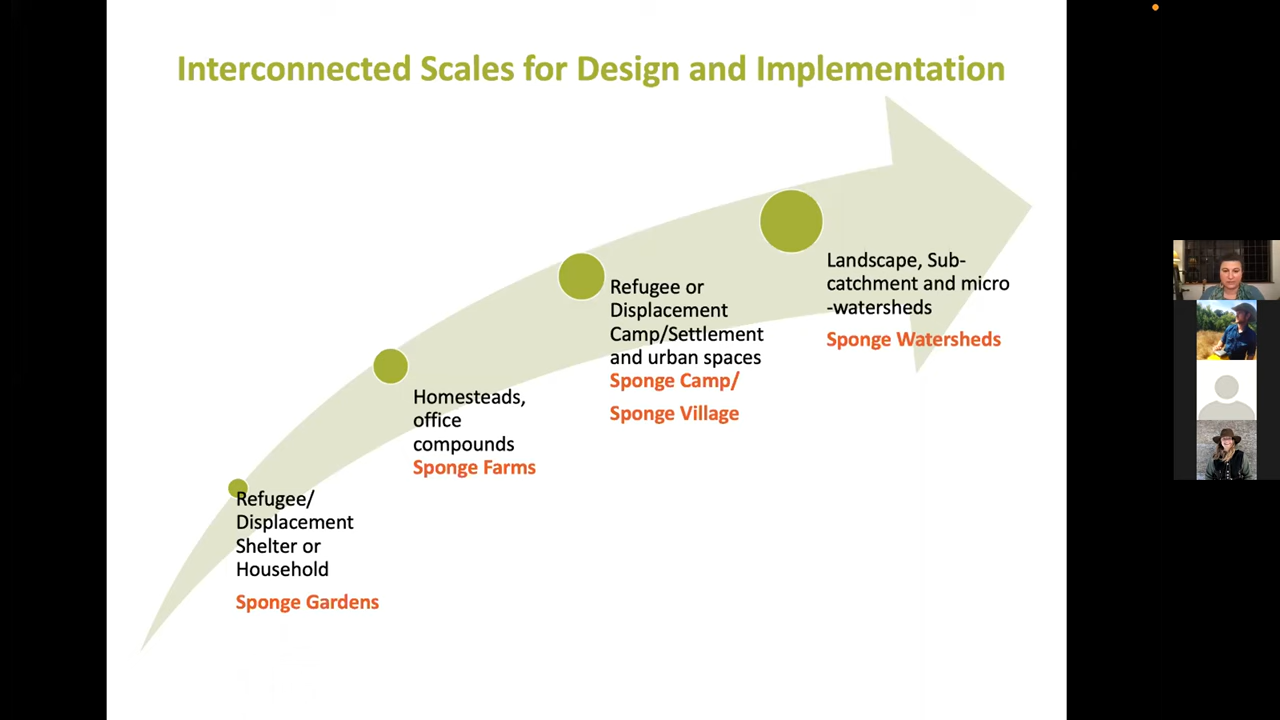 Interconnected Scales for Design and Implementation
Refugee/
Displacement
Shelter or
Household
Sponge Gardens
Homesteads,
office
compounds
Sponge Farms
Refugee or
Displacement
Camp/Settlement
and urban spaces
Sponge Camp/
Sponge Village
Landscape, Sub-
catchment and micro
-watersheds
Sponge Watersheds